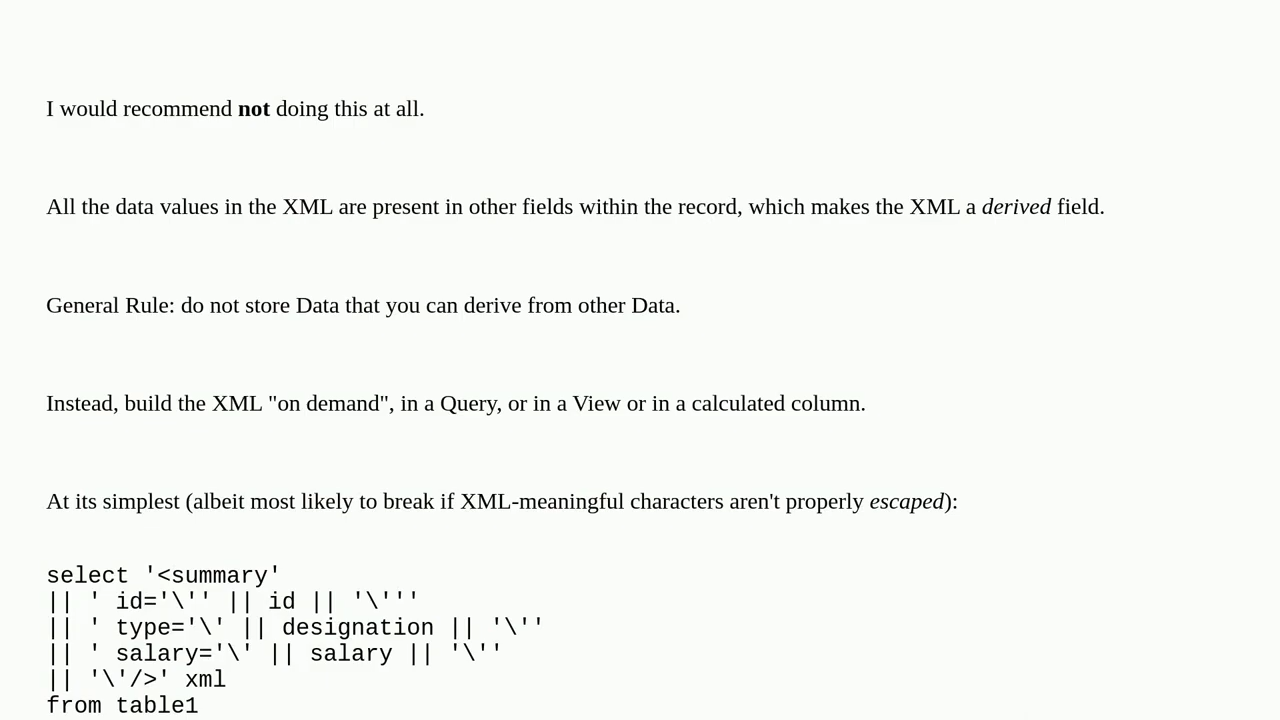 I would recommend not doing this at all.
All the data values in the XML are present in other fields within the record, which makes the XML a derived field.
General Rule: do not store Data that you can derive from other Data.
Instead, build the XML "on demand", in a Query, or in a View or in a calculated column.
At its simplest (albeit most likely to break if XML-meaningful characters aren't properly escaped):
select '<summary'
|| ' id='\'' || id || '\'''
|| ' type='\' || designation || '\''
|| ' salary='\' || salary || '\''
|| '\'/>' xml
from table1